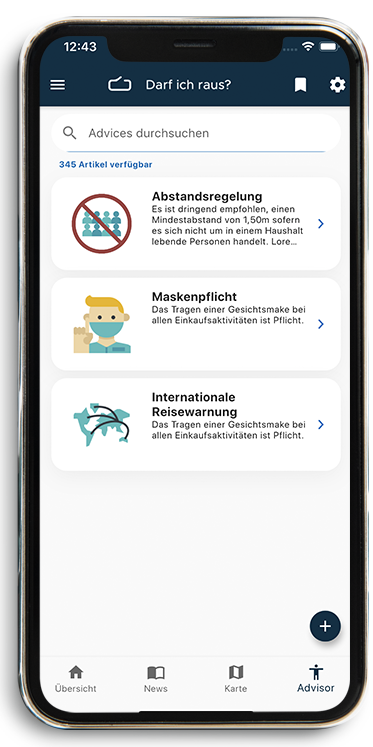 12:43
Darf ich raus?
Advices durchsuchen
345 Artikel verfügbar
Abstandsregelung
Es ist dringend empfohlen, einen
Mindestabstand von 1,50m sofern
es sich nicht um in einem Haushalt
lebende Personen handelt. Lore...
Maskenpflicht
Das Tragen einer Gesichtsmake bei
allen Einkaufsaktivitäten ist Pflicht.
Internationale
Reisewarnung
Das Tragen einer Gesichtsmake bei
allen Einkaufsaktivitäten ist Pflicht.
+
Übersicht
News
Karte
Advisor